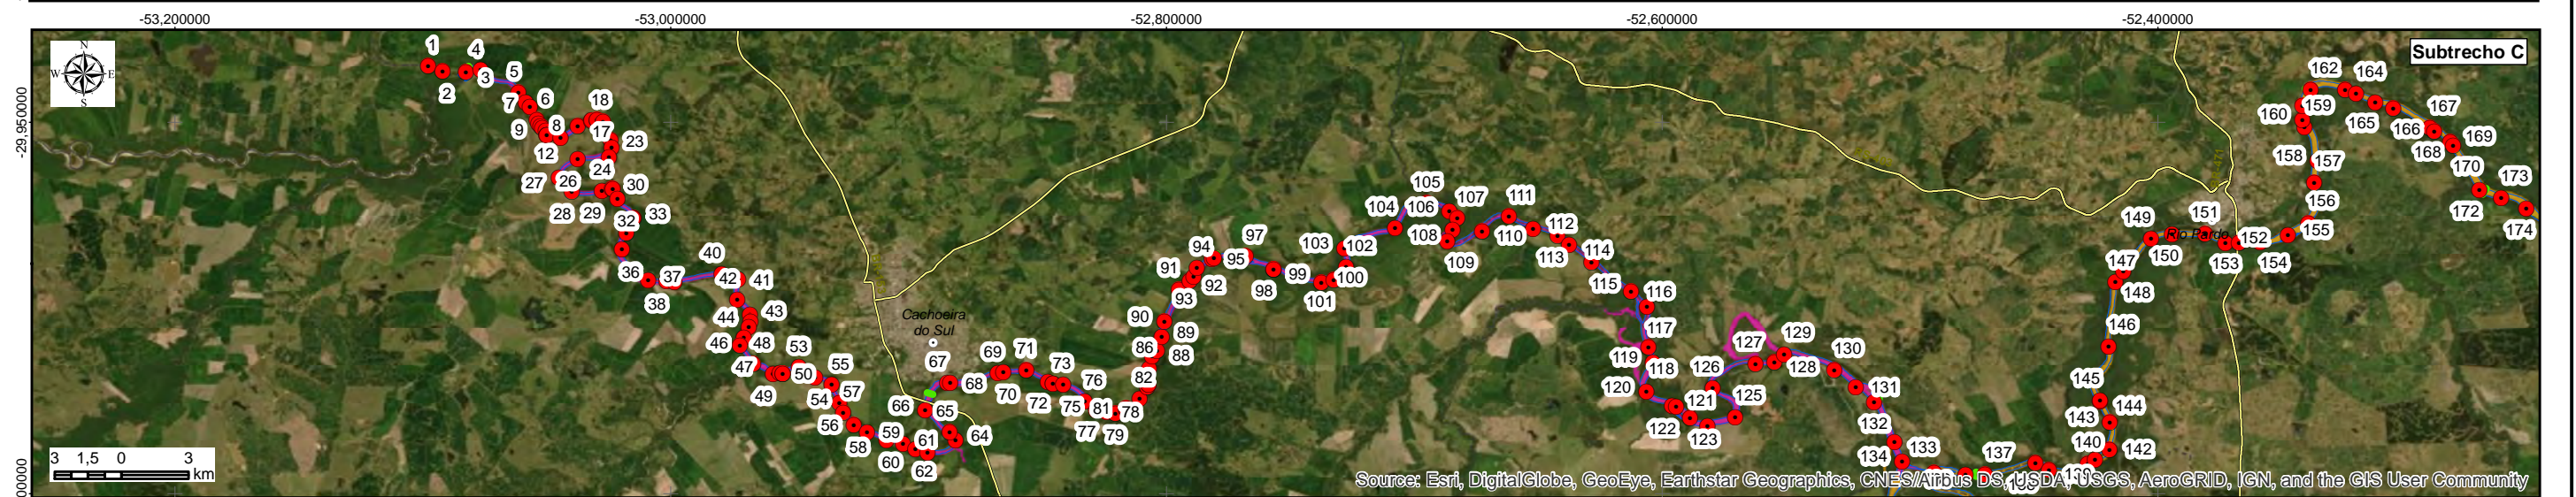 -53,200000 -53,000000 -52,800000 -52,600000 -52,400000
Subtrecho C
N
W E
S
-29,950000
1 4 5
2 3
7 6 18
9 8 17 23
12 24
27 26 30
28 29 32 33
36 37 40 42 41
38
44 43
46 48
47 53 50 55
49 54 57
56 58 59 60 61 62
66 65 64
67 68 69 71 73 76
70 72 75 81 78
77 79
82 86 88 89 90
91 94 95 97
93 92 98 99
103 102 100
101
104 105 106 107
108 109 110 111
112 113 114
115 116
117 118 119
120 121
122 123
126 125
127 129 128
130 131
132 133
134 137
140 142
143 144
145 146
147 148
149 151 150
152 153 154 155
156 157
158 159
160 162 164
165 166 167
168 169
170 172 173
174
Cachoeira
do Sul
Rio Pardo
3 1,5 0 3
km
Source: Esri, DigitalGlobe, GeoEye, Earthstar Geographics, CNES/Airbus DS, USDA, USGS, AeroGRID, IGN, and the GIS User Community